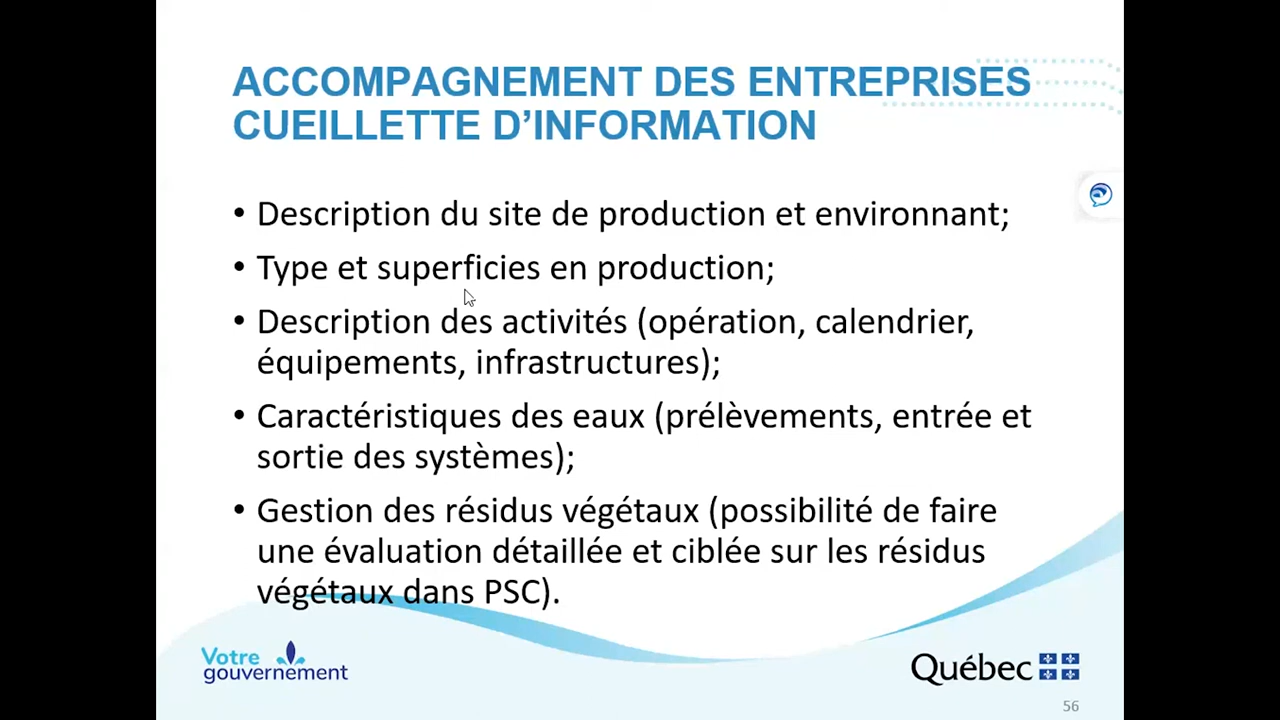 ACCOMPAGNEMENT DES ENTREPRISES
CUEILLETTE D’INFORMATION
• Description du site de production et environnant;
• Type et superficies en production;
• Description des activités (opération, calendrier,
équipements, infrastructures);
• Caractéristiques des eaux (prélèvements, entrée et
sortie des systèmes);
• Gestion des résidus végétaux (possibilité de faire
une évaluation détaillée et ciblée sur les résidus
végétaux dans PSC).
Votre
gouvernement
Québec
56